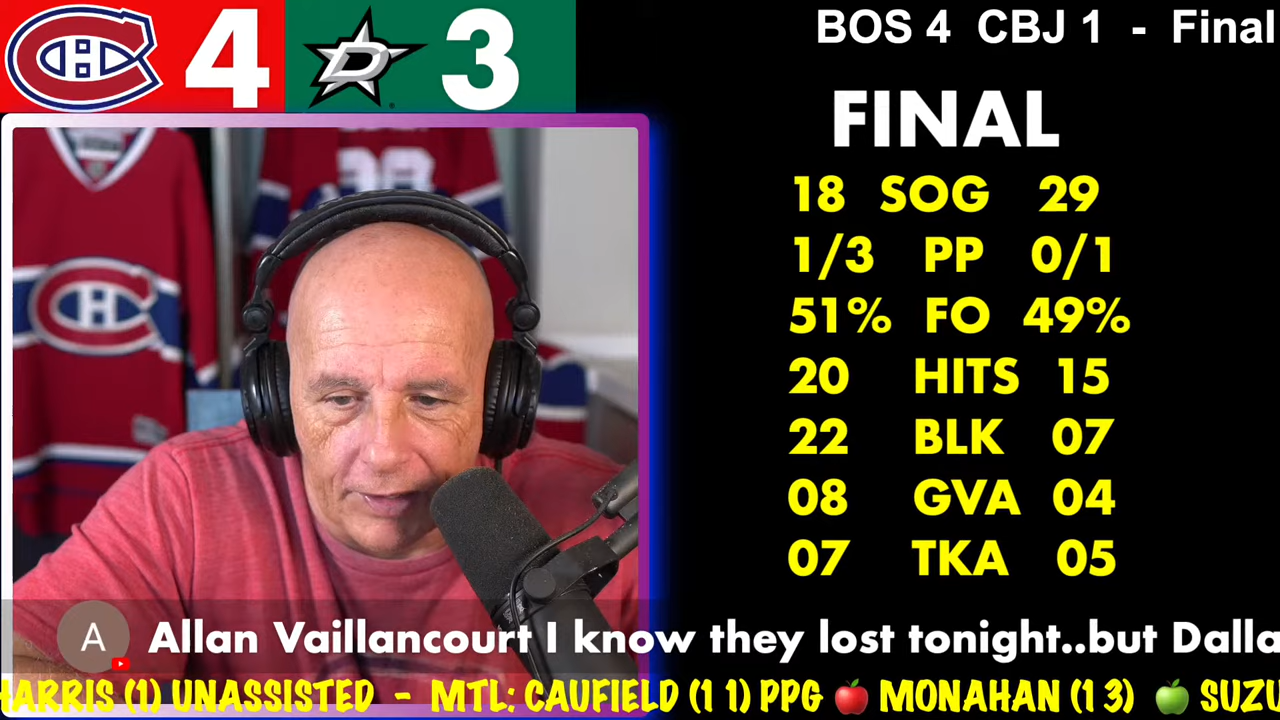 4
D
3
BOS 4 CBJ 1 - Final
FINAL
18 SOG 29
1/3 PP 0/1
51% FO 49%
20 HITS 15
22 BLK 07
08 GVA 04
07 TKA 05
A
Allan Vaillancourt I know they lost tonight..but Dalla
HARRIS (1) UNASSISTED - MTL: CAUFIELD (1 1) PPG MONAHAN (1 3) SUZU